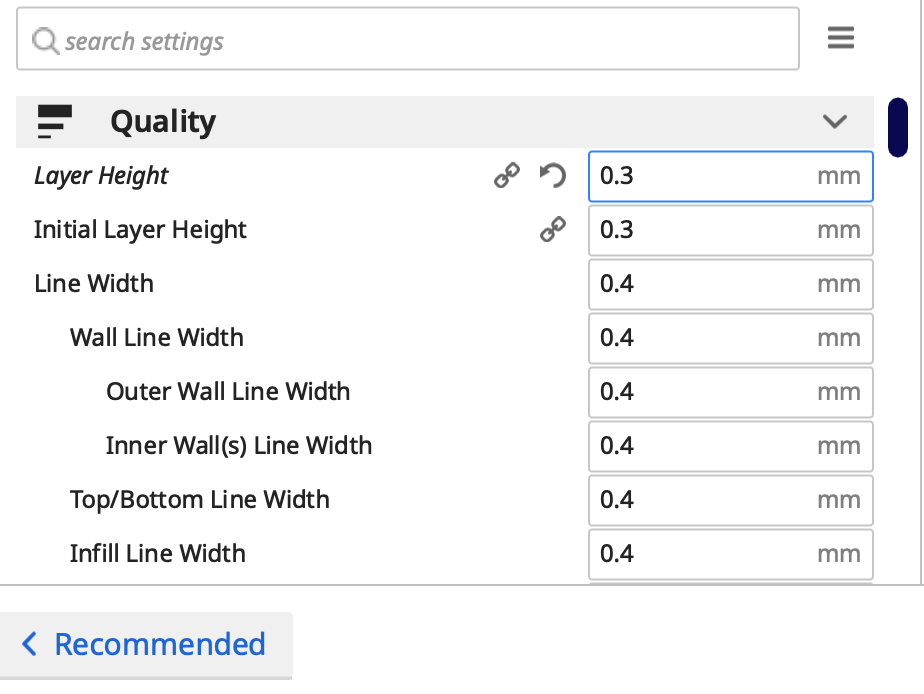 search settings
Quality
Layer Height 0.3 mm
Initial Layer Height 0.3 mm
Line Width 0.4 mm
Wall Line Width 0.4 mm
Outer Wall Line Width 0.4 mm
Inner Wall(s) Line Width 0.4 mm
Top/Bottom Line Width 0.4 mm
Infill Line Width 0.4 mm
Recommended